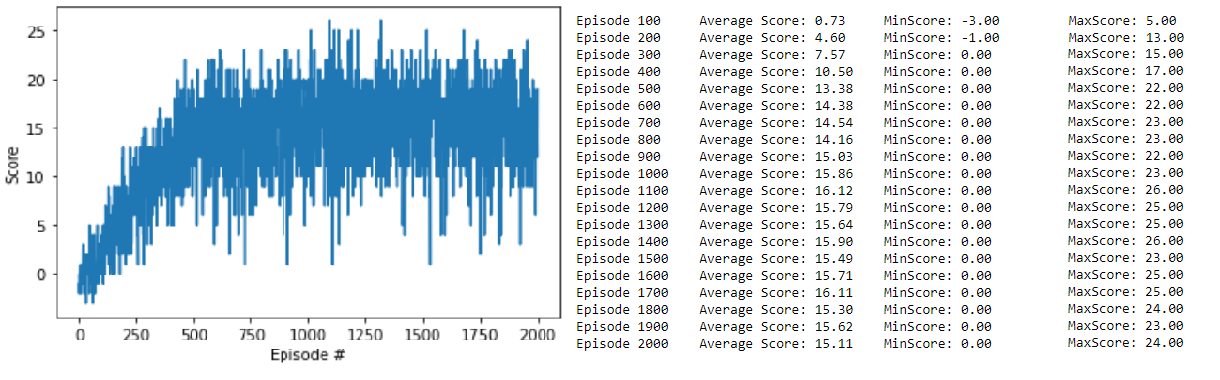 25
20
15
10
5
0
Score
0 250 500 750 1000 1250 1500 1750 2000
Episode #
Episode 100 Average Score: 0.73 MinScore: -3.00 MaxScore: 5.00
Episode 200 Average Score: 4.60 MinScore: -1.00 MaxScore: 13.00
Episode 300 Average Score: 7.57 MinScore: 0.00 MaxScore: 15.00
Episode 400 Average Score: 10.50 MinScore: 0.00 MaxScore: 17.00
Episode 500 Average Score: 13.38 MinScore: 0.00 MaxScore: 22.00
Episode 600 Average Score: 14.38 MinScore: 0.00 MaxScore: 22.00
Episode 700 Average Score: 14.54 MinScore: 0.00 MaxScore: 23.00
Episode 800 Average Score: 14.16 MinScore: 0.00 MaxScore: 23.00
Episode 900 Average Score: 15.03 MinScore: 0.00 MaxScore: 22.00
Episode 1000 Average Score: 15.86 MinScore: 0.00 MaxScore: 23.00
Episode 1100 Average Score: 16.12 MinScore: 0.00 MaxScore: 26.00
Episode 1200 Average Score: 15.79 MinScore: 0.00 MaxScore: 25.00
Episode 1300 Average Score: 15.64 MinScore: 0.00 MaxScore: 25.00
Episode 1400 Average Score: 15.90 MinScore: 0.00 MaxScore: 26.00
Episode 1500 Average Score: 15.49 MinScore: 0.00 MaxScore: 23.00
Episode 1600 Average Score: 15.71 MinScore: 0.00 MaxScore: 25.00
Episode 1700 Average Score: 16.11 MinScore: 0.00 MaxScore: 25.00
Episode 1800 Average Score: 15.30 MinScore: 0.00 MaxScore: 24.00
Episode 1900 Average Score: 15.62 MinScore: 0.00 MaxScore: 23.00
Episode 2000 Average Score: 15.11 MinScore: 0.00 MaxScore: 24.00